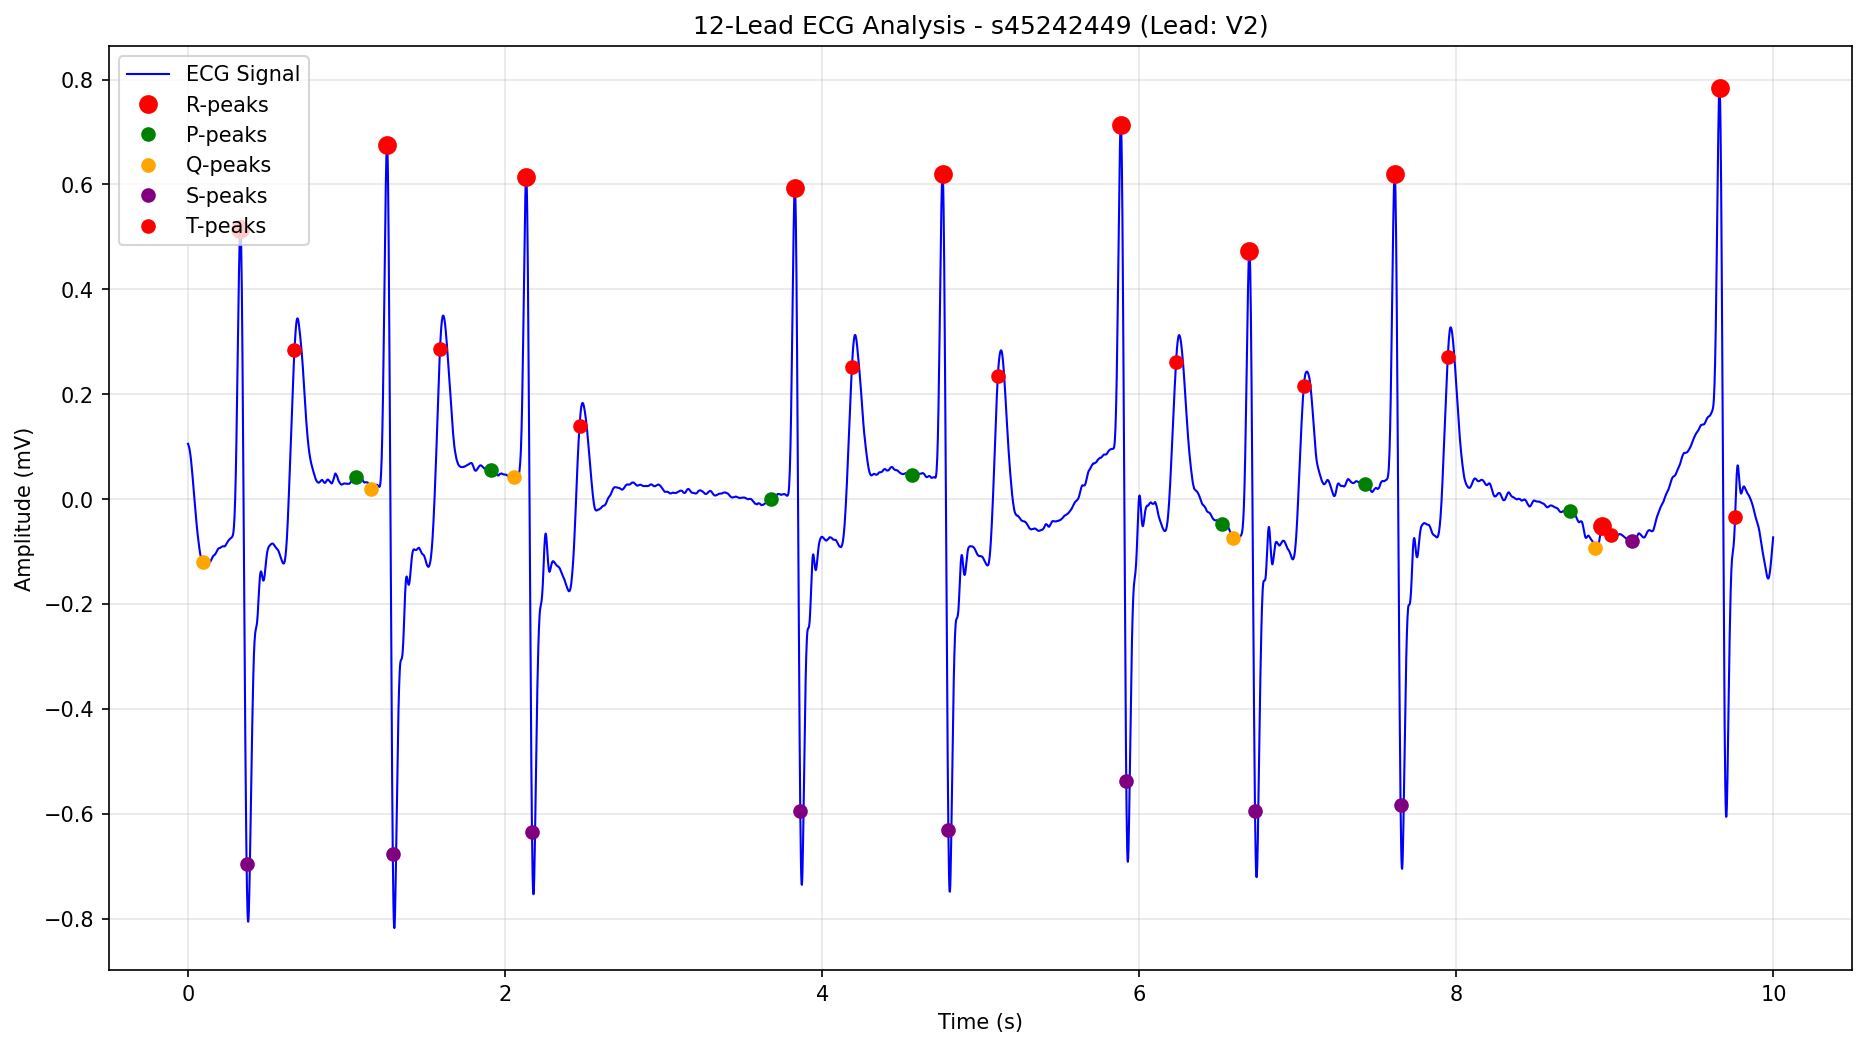 12-Lead ECG Analysis - s45242449 (Lead: V2)
ECG Signal
R-peaks
P-peaks
Q-peaks
S-peaks
T-peaks
0.8
0.6
0.4
0.2
0.0
−0.2
−0.4
−0.6
−0.8
Amplitude (mV)
0 2 4 6 8 10
Time (s)